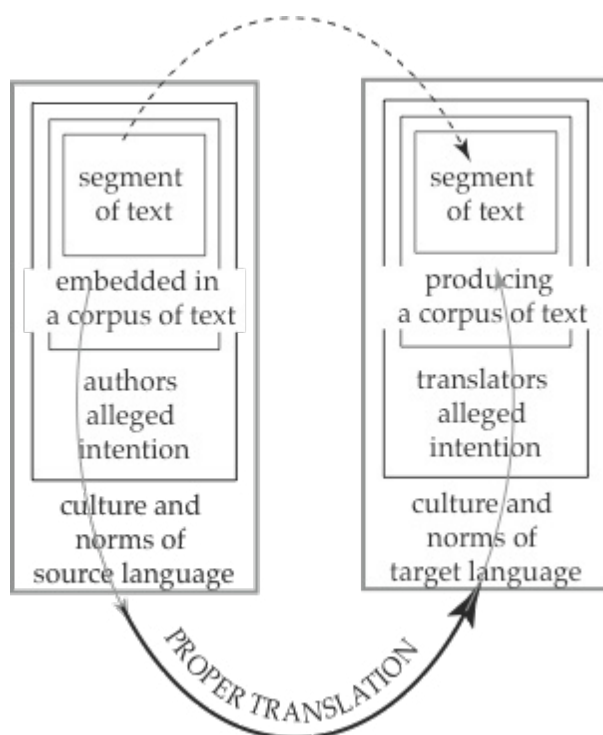 segment
of text
embedded in
a corpus of text
authors
alleged
intention
culture and
norms of
source language
segment
of text
producing
a corpus of text
translators
alleged
intention
culture and
norms of
target language
PROPER TRANSLATION